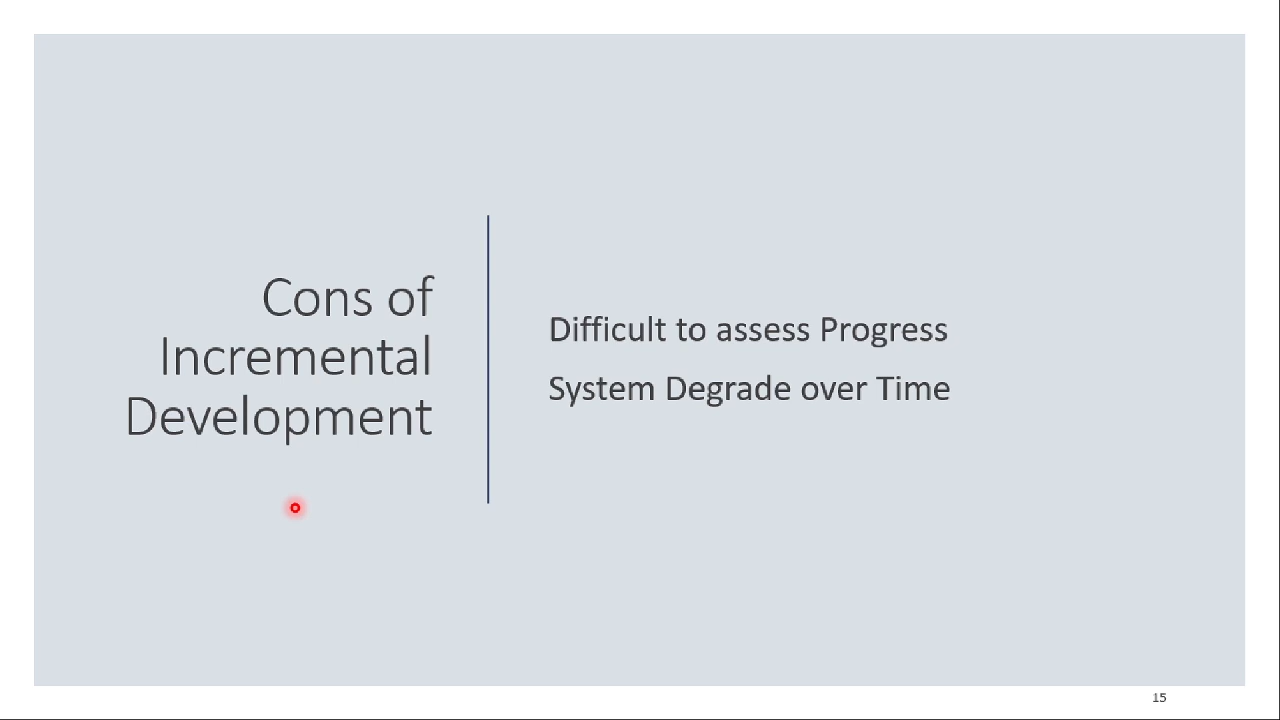 Cons of
Incremental
Development
Difficult to assess Progress
System Degrade over Time
15